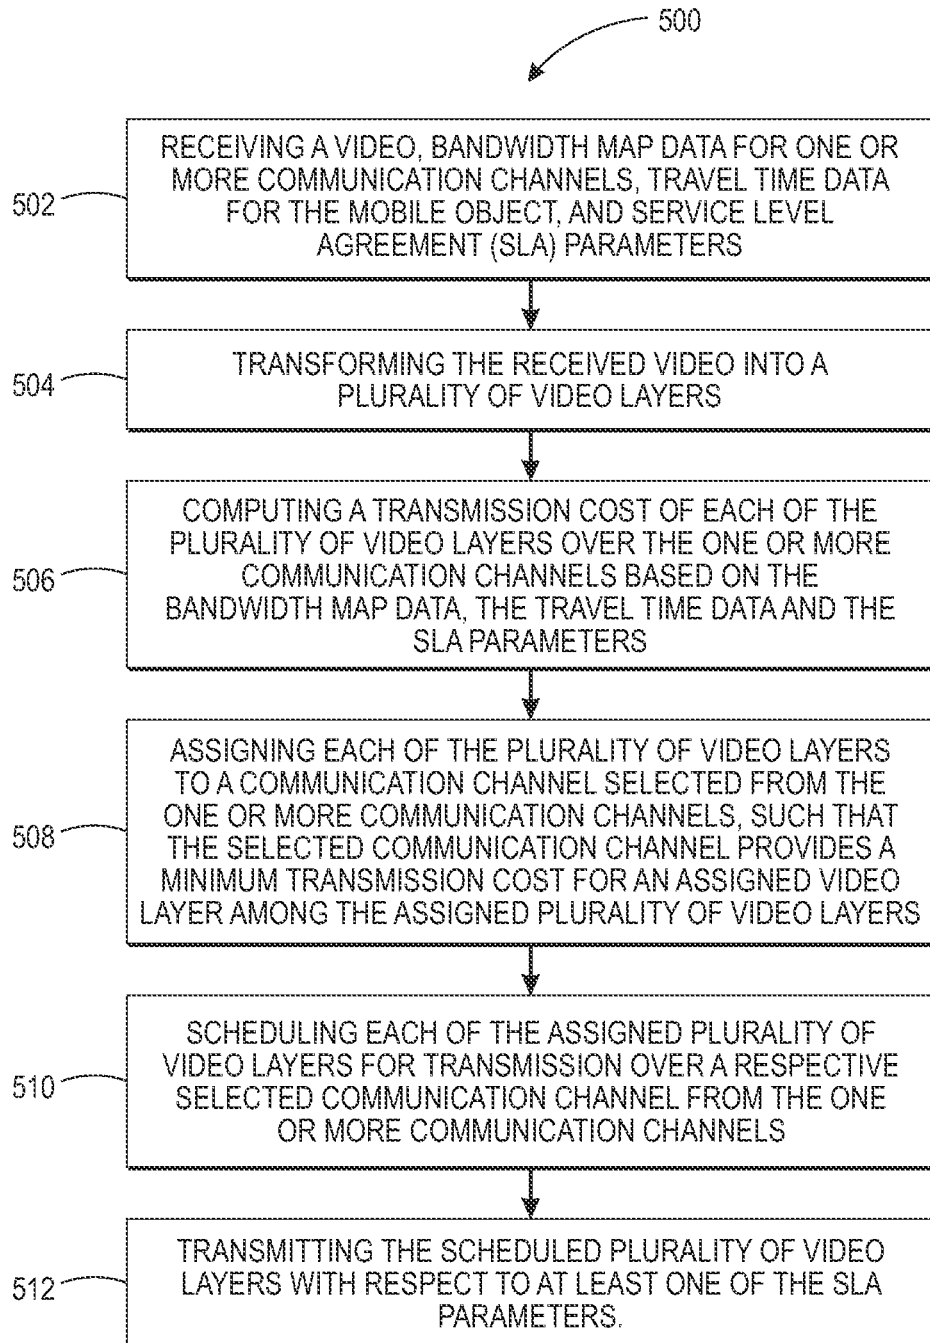 500
502
RECEIVING A VIDEO, BANDWIDTH MAP DATA FOR ONE OR
MORE COMMUNICATION CHANNELS, TRAVEL TIME DATA
FOR THE MOBILE OBJECT, AND SERVICE LEVEL
AGREEMENT (SLA) PARAMETERS
504
TRANSFORMING THE RECEIVED VIDEO INTO A
PLURALITY OF VIDEO LAYERS
506
COMPUTING A TRANSMISSION COST OF EACH OF THE
PLURALITY OF VIDEO LAYERS OVER THE ONE OR MORE
COMMUNICATION CHANNELS BASED ON THE
BANDWIDTH MAP DATA, THE TRAVEL TIME DATA AND THE
SLA PARAMETERS
508
ASSIGNING EACH OF THE PLURALITY OF VIDEO LAYERS
TO A COMMUNICATION CHANNEL SELECTED FROM THE
ONE OR MORE COMMUNICATION CHANNELS, SUCH THAT
THE SELECTED COMMUNICATION CHANNEL PROVIDES A
MINIMUM TRANSMISSION COST FOR AN ASSIGNED VIDEO
LAYER AMONG THE ASSIGNED PLURALITY OF VIDEO LAYERS
510
SCHEDULING EACH OF THE ASSIGNED PLURALITY OF
VIDEO LAYERS FOR TRANSMISSION OVER A RESPECTIVE
SELECTED COMMUNICATION CHANNEL FROM THE ONE
OR MORE COMMUNICATION CHANNELS
512
TRANSMITTING THE SCHEDULED PLURALITY OF VIDEO
LAYERS WITH RESPECT TO AT LEAST ONE OF THE SLA
PARAMETERS.